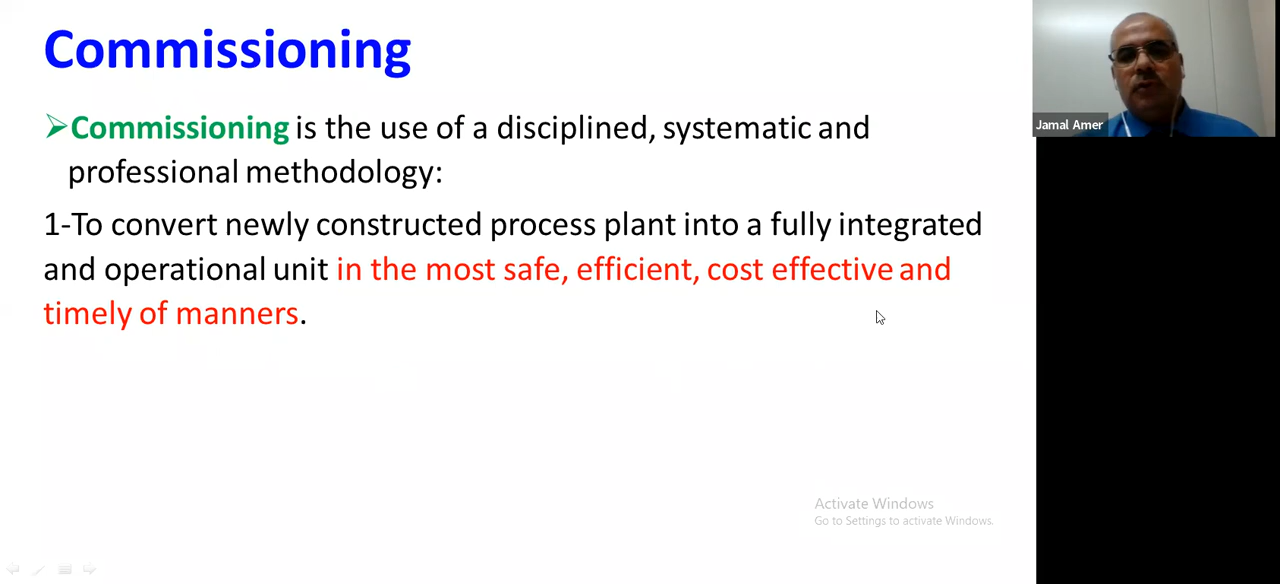 Commissioning
➢Commissioning is the use of a disciplined, systematic and
professional methodology:
1-To convert newly constructed process plant into a fully integrated
and operational unit in the most safe, efficient, cost effective and
timely of manners.
Jamal Amer
Activate Windows
Go to Settings to activate Windows.